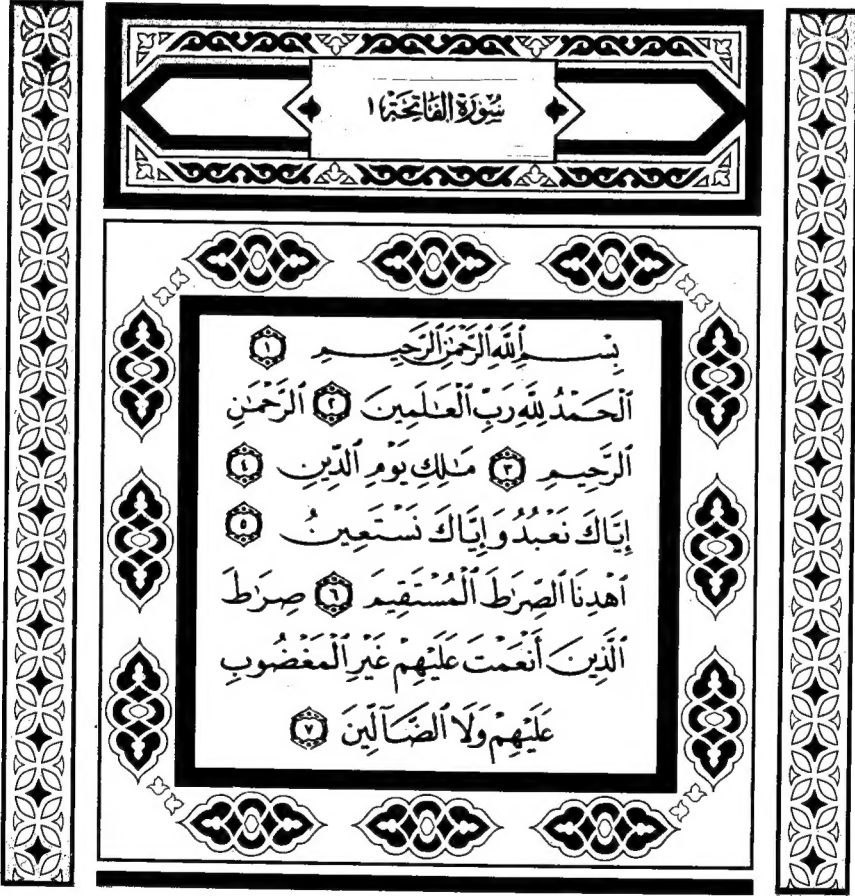 سُورَةُ الفَاتِحَة ١
بِسْمِ ٱللَّهِ ٱلرَّحْمَٰنِ ٱلرَّحِيمِ ١
ٱلْحَمْدُ لِلَّهِ رَبِّ ٱلْعَٰلَمِينَ ٢ ٱلرَّحْمَٰنِ
ٱلرَّحِيمِ ٣ مَٰلِكِ يَوْمِ ٱلدِّينِ ٤
إِيَّاكَ نَعْبُدُ وَإِيَّاكَ نَسْتَعِينُ ٥
ٱهْدِنَا ٱلصِّرَٰطَ ٱلْمُسْتَقِيمَ ٦ صِرَٰطَ
ٱلَّذِينَ أَنْعَمْتَ عَلَيْهِمْ غَيْرِ ٱلْمَغْضُوبِ
عَلَيْهِمْ وَلَا ٱلضَّآلِّينَ ٧